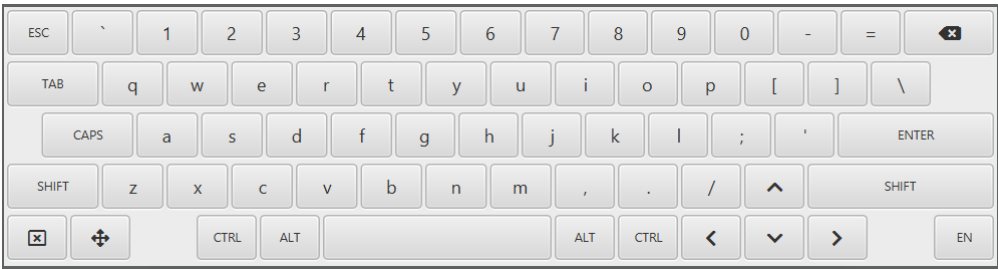 ESC ` 1 2 3 4 5 6 7 8 9 0 - =
TAB q w e r t y u i o p [ ] \
CAPS a s d f g h j k l ; ' ENTER
SHIFT z x c v b n m , . / SHIFT
CTRL ALT ALT CTRL EN